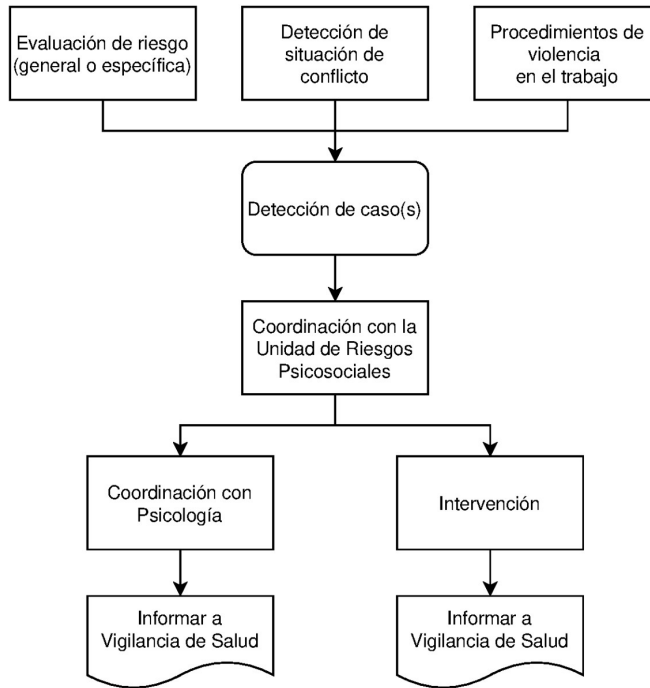 Evaluación de riesgo
(general o específica)
Detección de
situación de
conflicto
Procedimientos de
violencia
en el trabajo
Detección de caso(s)
Coordinación con la
Unidad de Riesgos
Psicosociales
Coordinación con
Psicología
Intervención
Informar a
Vigilancia de Salud
Informar a
Vigilancia de Salud